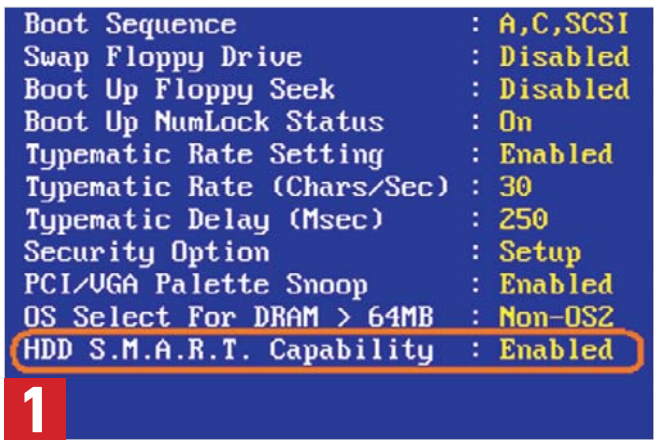 Boot Sequence : A,C,SCSI
Swap Floppy Drive : Disabled
Boot Up Floppy Seek : Disabled
Boot Up NumLock Status : On
Typematic Rate Setting : Enabled
Typematic Rate (Chars/Sec) : 30
Typematic Delay (Msec) : 250
Security Option : Setup
PCI/VGA Palette Snoop : Enabled
OS Select For DRAM > 64MB : Non-OS2
HDD S.M.A.R.T. Capability : Enabled
1